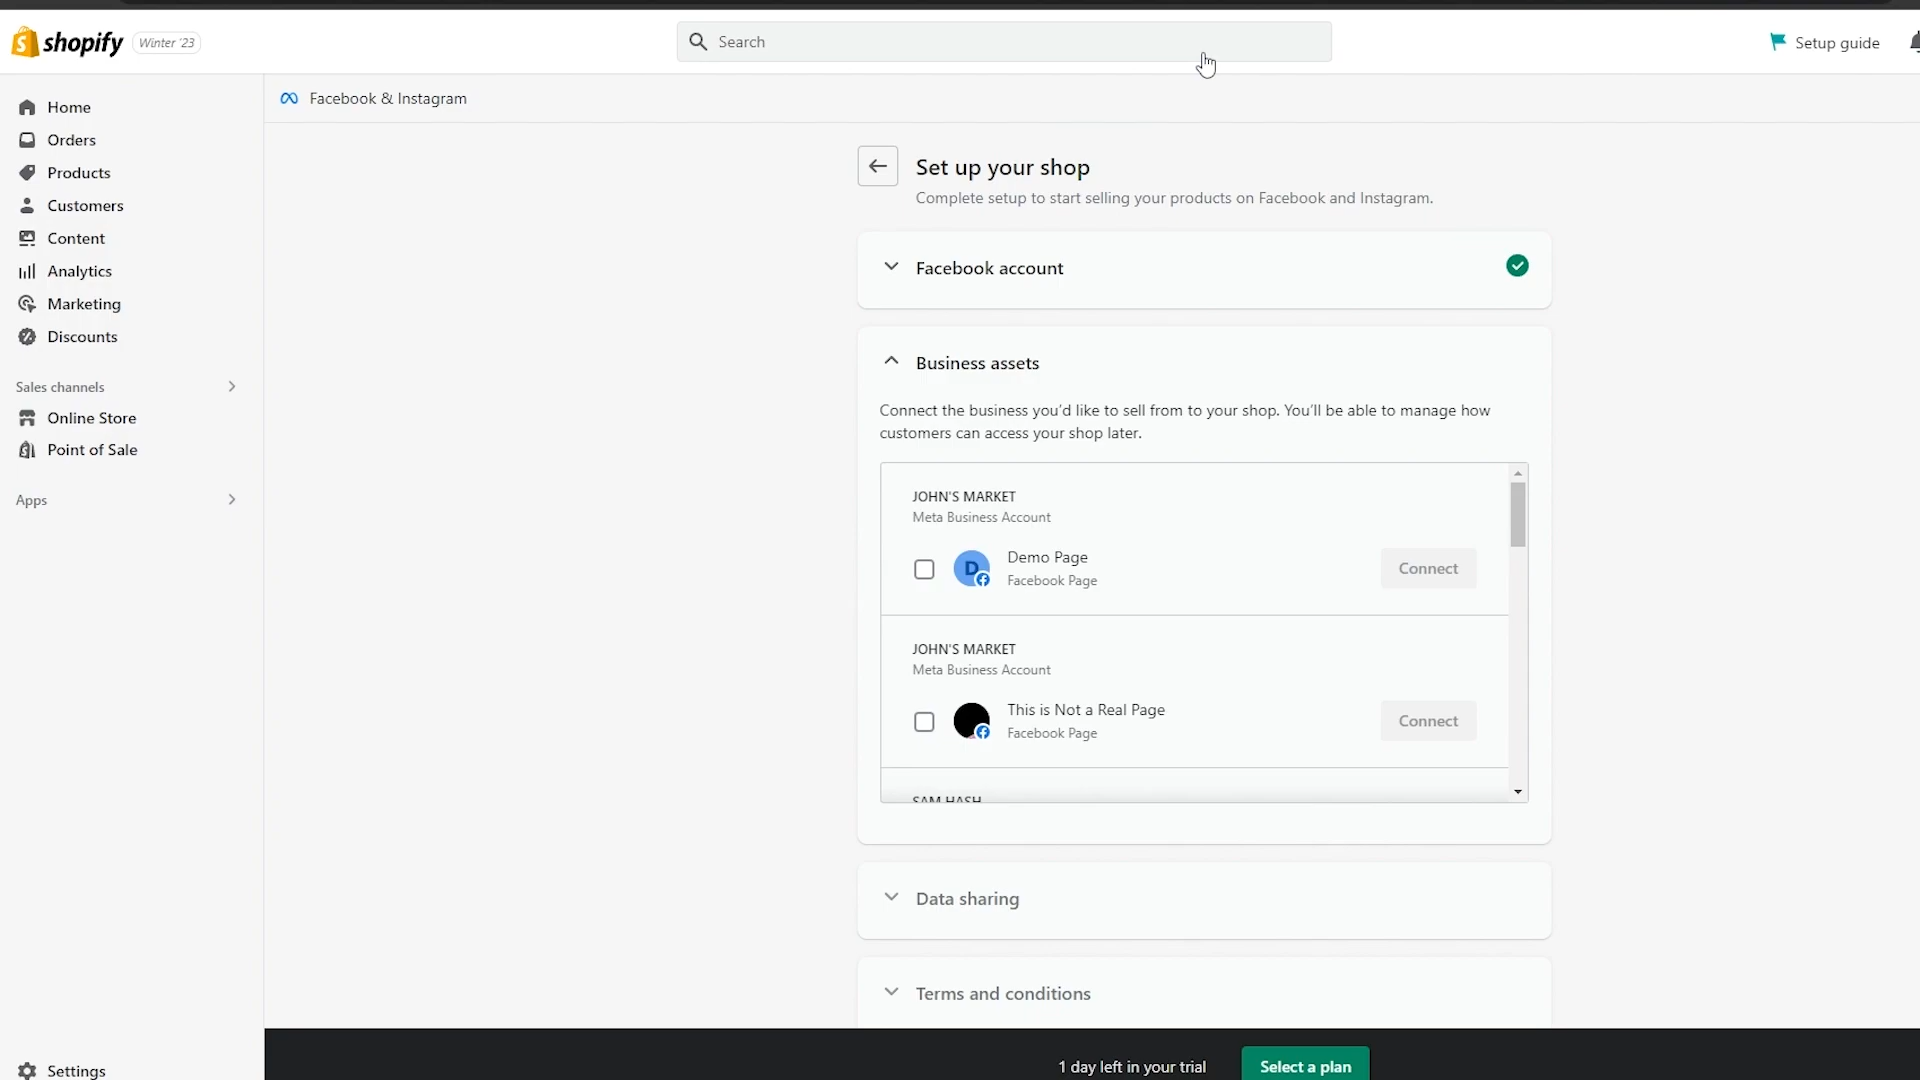 shopify
Winter '23
Search
Setup guide
Home
Orders
Products
Customers
Content
Analytics
Marketing
Discounts
Sales channels
Online Store
Point of Sale
Apps
Settings
Facebook & Instagram
Set up your shop
Complete setup to start selling your products on Facebook and Instagram.
Facebook account
Business assets
Connect the business you'd like to sell from to your shop. You'll be able to manage how
customers can access your shop later.
JOHN'S MARKET
Meta Business Account
D
Demo Page
Facebook Page
Connect
JOHN'S MARKET
Meta Business Account
This is Not a Real Page
Facebook Page
Connect
SAM HASH
Data sharing
Terms and conditions
1 day left in your trial
Select a plan